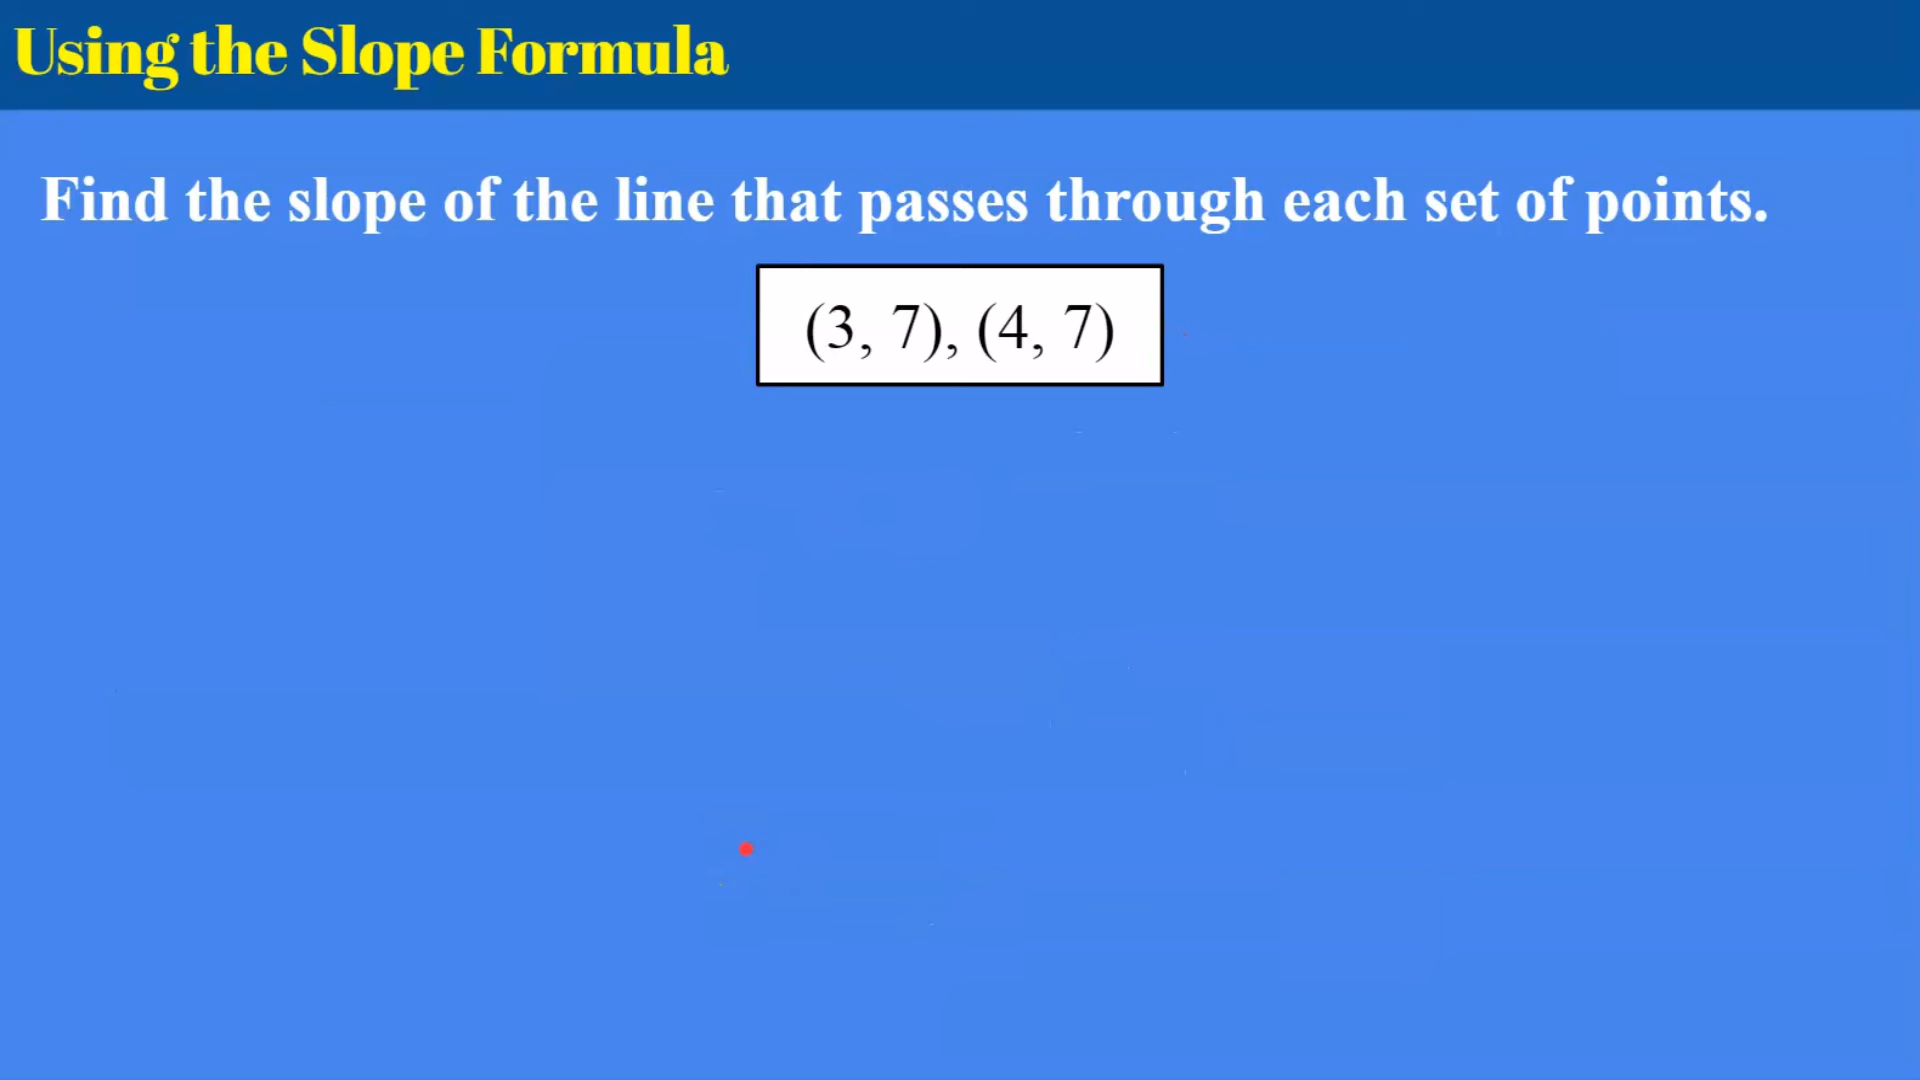 Using the Slope Formula
Find the slope of the line that passes through each set of points.
(3, 7), (4, 7)